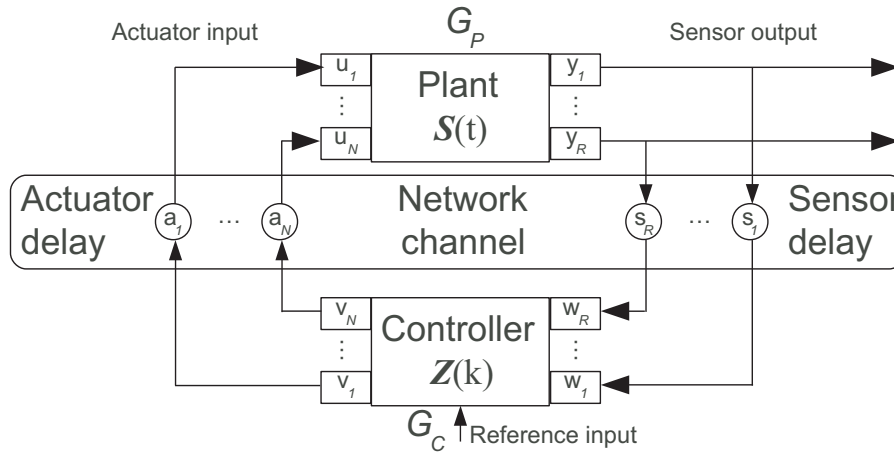 Actuator input
G_P
Sensor output
u_1
Plant
y_1
⋮
S(t)
⋮
u_N
y_R
Actuator delay
a_1
...
a_N
Network channel
s_R
...
s_1
Sensor delay
v_N
Controller
w_R
⋮
Z(k)
⋮
v_1
w_1
G_C
Reference input